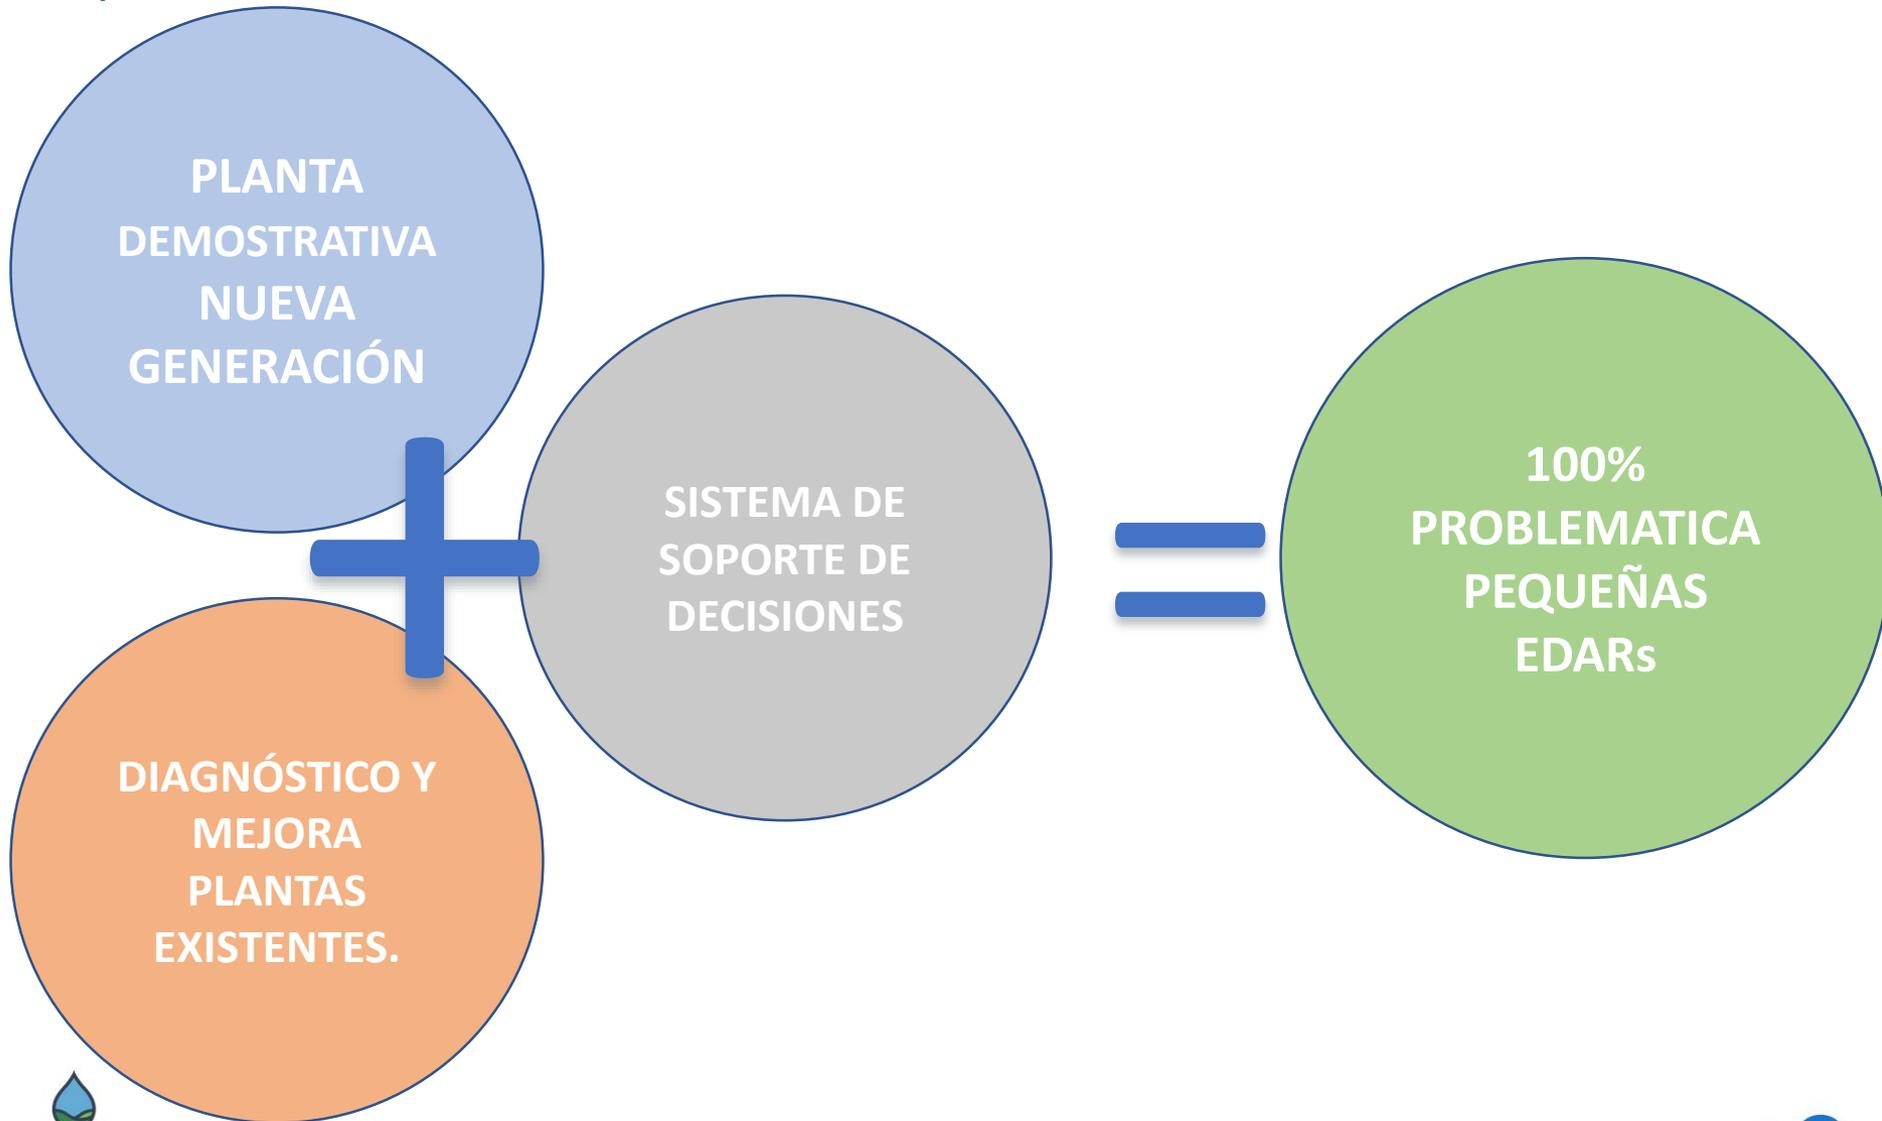 PLANTA
DEMOSTRATIVA
NUEVA
GENERACIÓN
DIAGNÓSTICO Y
MEJORA
PLANTAS
EXISTENTES.
SISTEMA DE
SOPORTE DE
DECISIONES
100%
PROBLEMATICA
PEQUEÑAS
EDARs